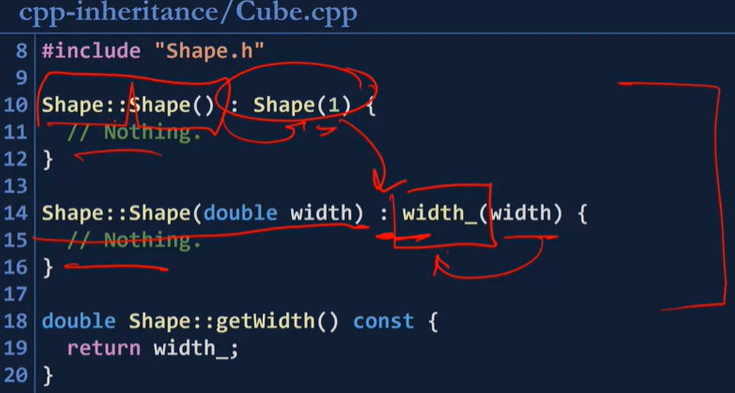 cpp-inheritance/Cube.cpp
8 #include "Shape.h"
9
10 Shape::Shape() : Shape(1) {
11   // Nothing.
12 }
13
14 Shape::Shape(double width) : width_(width) {
15   // Nothing.
16 }
17
18 double Shape::getWidth() const {
19   return width_;
20 }